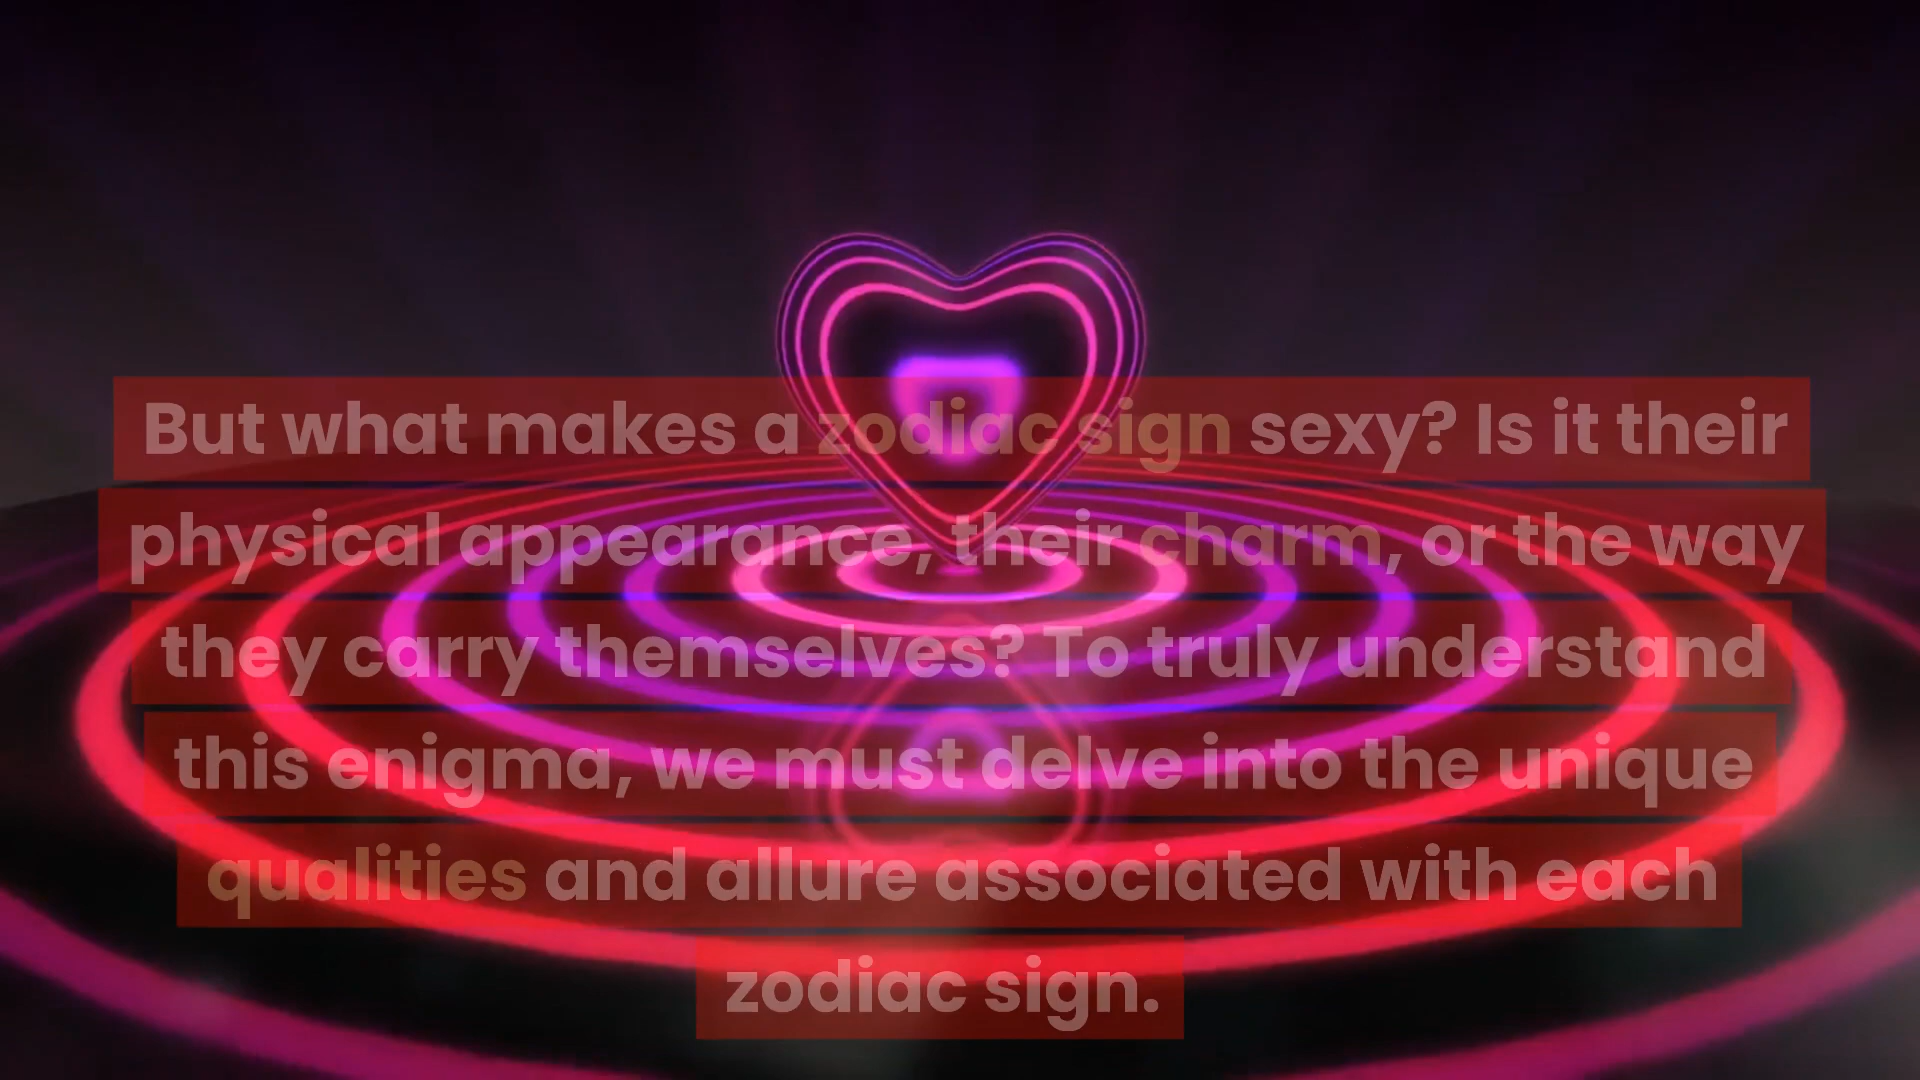 But what makes a zodiac sign sexy? Is it their
physical appearance, their charm, or the way
they carry themselves? To truly understand
this enigma, we must delve into the unique
qualities and allure associated with each
zodiac sign.